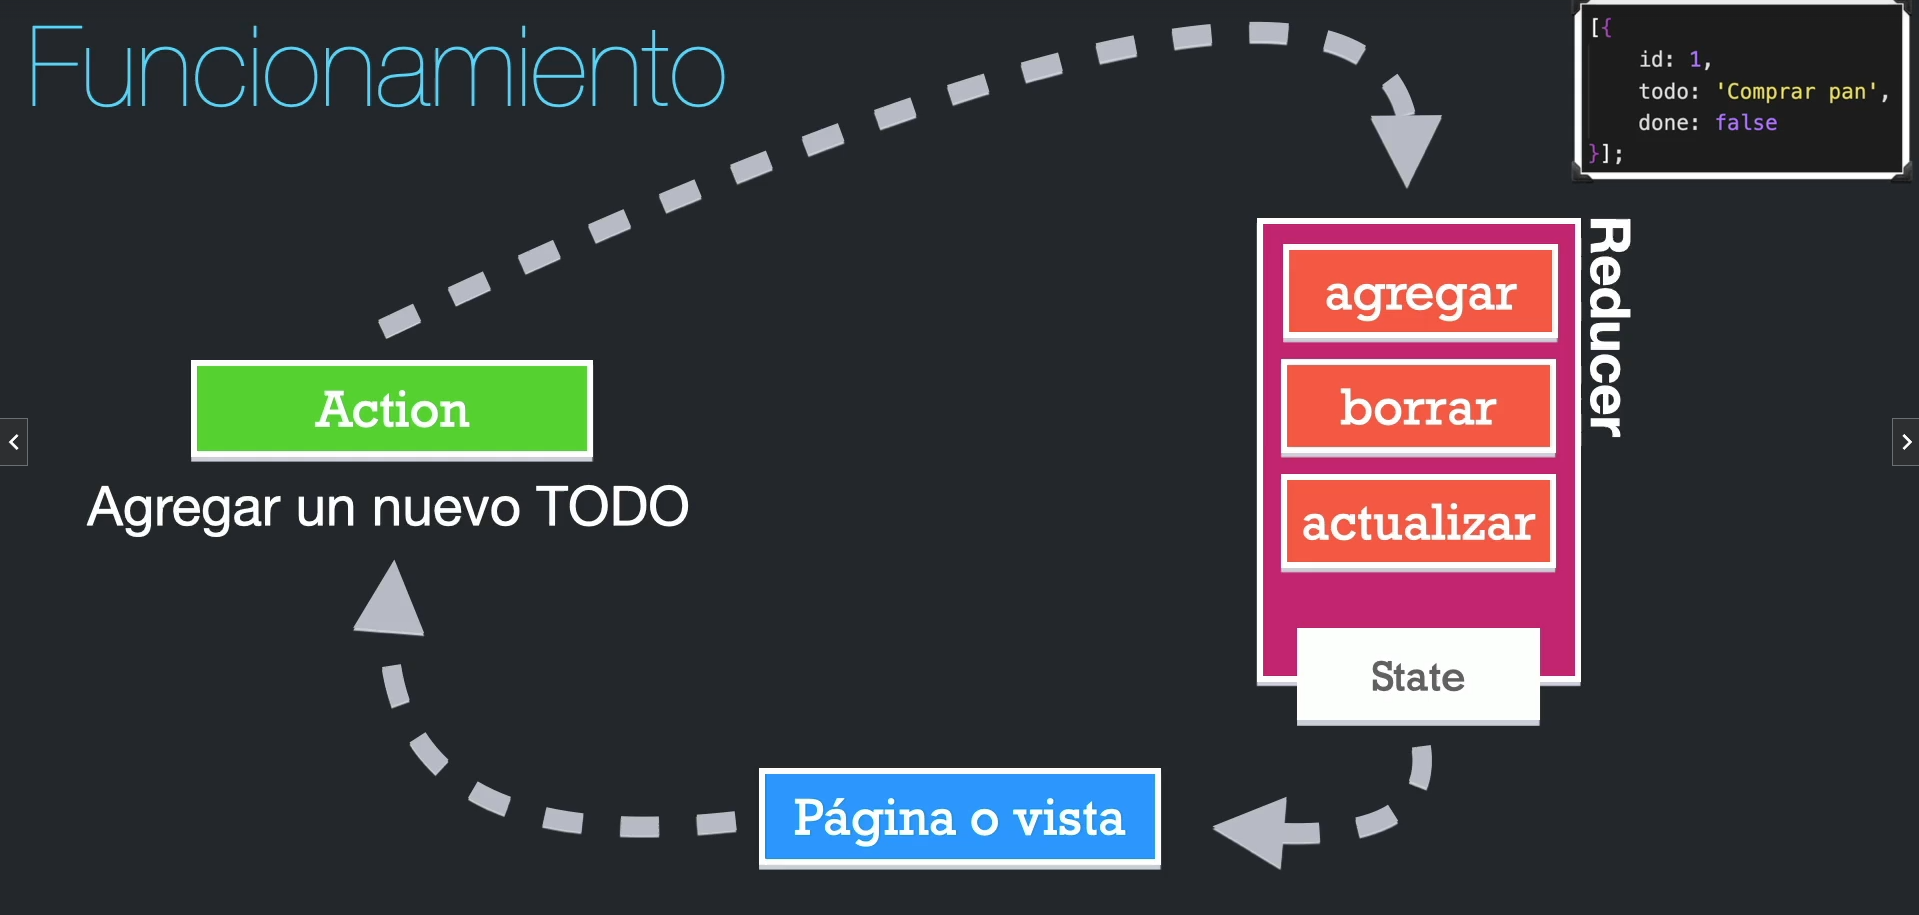 Funcionamiento
[{
id: 1,
todo: 'Comprar pan',
done: false
}];
Reducer
agregar
borrar
actualizar
State
Action
Agregar un nuevo TODO
Página o vista